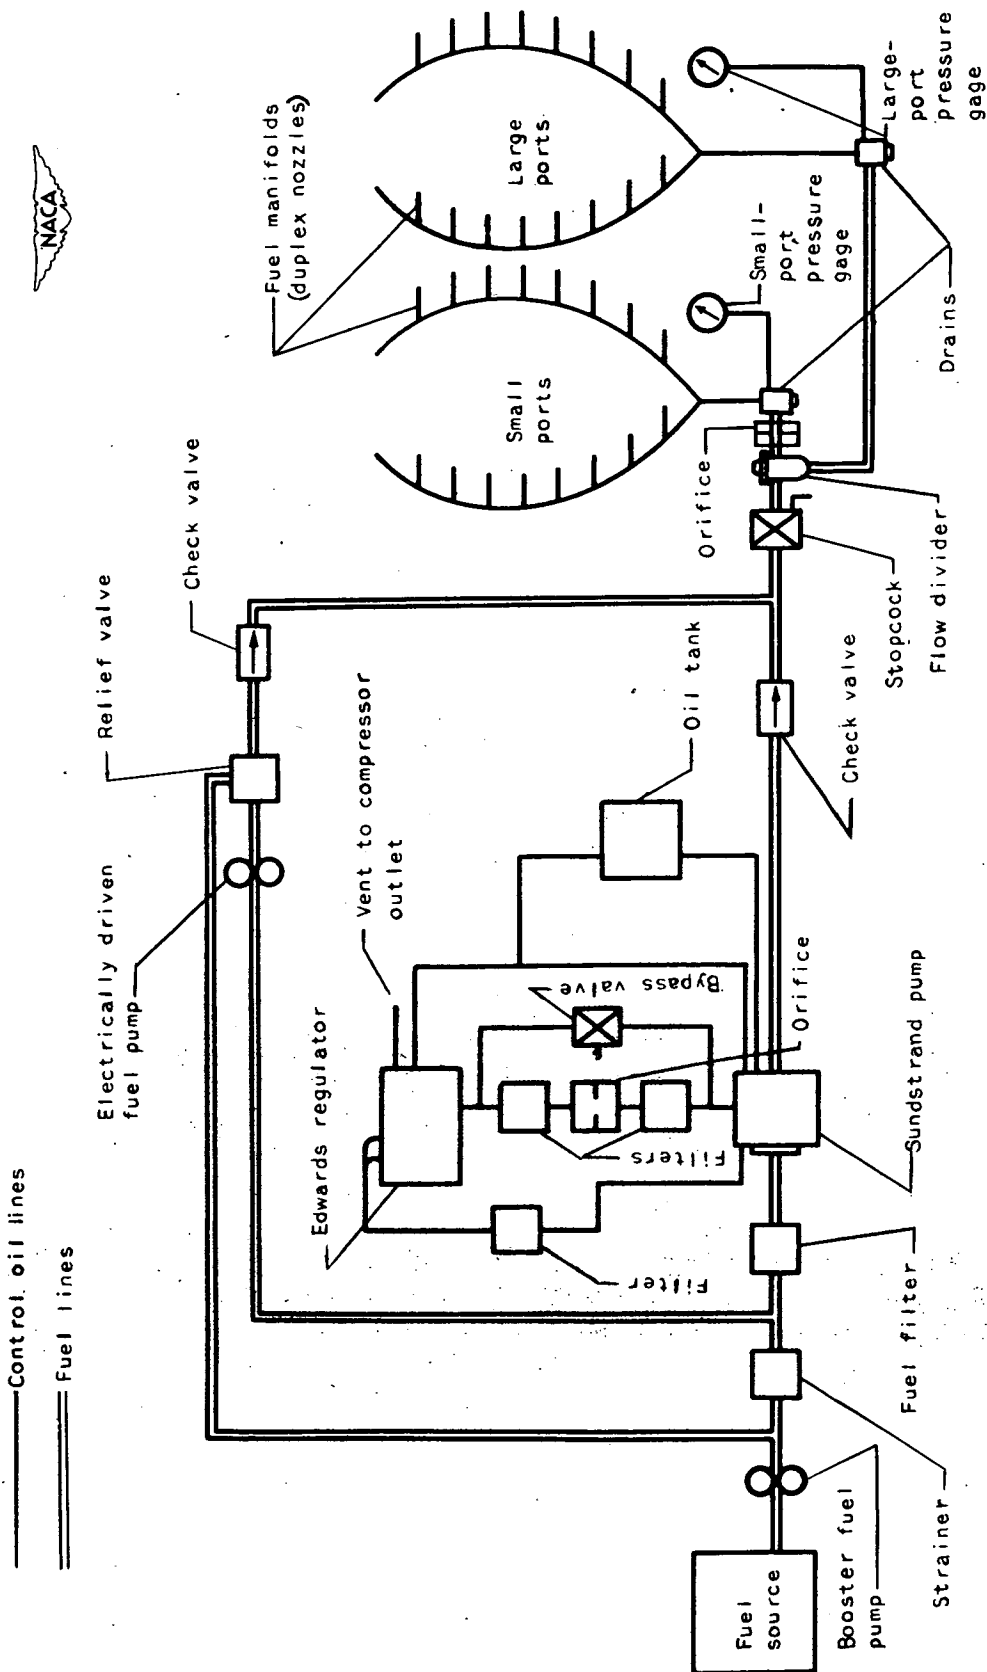 Control oil lines
Fuel lines
NACA
Electrically driven
fuel pump
Relief valve
Check valve
Fuel manifolds
(duplex nozzles)
Vent to compressor
outlet
Edwards regulator
Small
ports
Large
ports
Bypass valve
Filter
Filters
Orifice
Oil tank
Orifice
Small-
port
pressure
gage
Fuel
source
Booster fuel
pump
Strainer
Fuel filter
Sundstrand pump
Check valve
Stopcock
Flow divider
Drains
Large-
port
pressure
gage